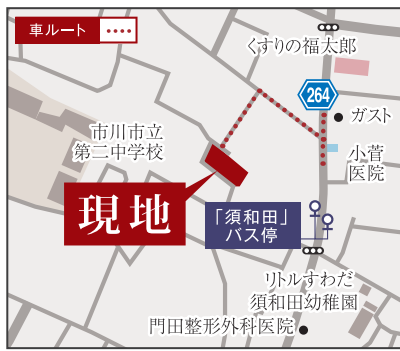 車ルート
くすりの福太郎
264
ガスト
市川市立
第二中学校
小菅
医院
現地
「須和田」
バス停
リトルすわだ
須和田幼稚園
門田整形外科医院